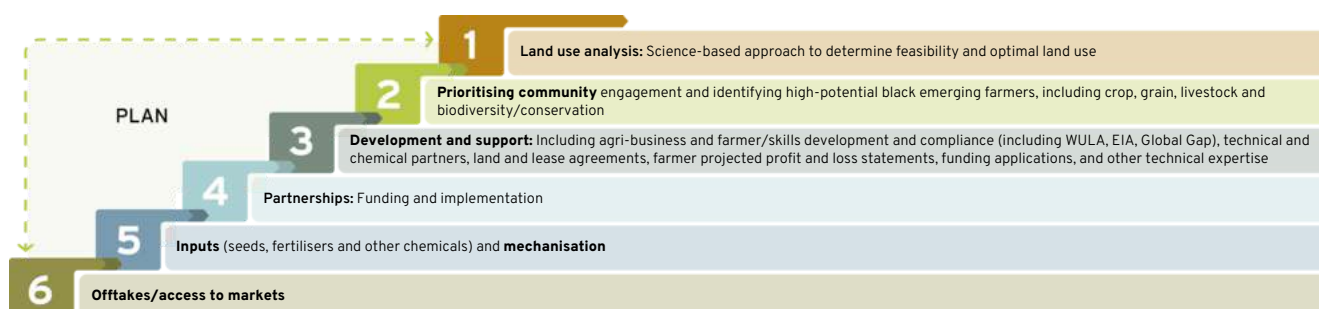 1
Land use analysis: Science-based approach to determine feasibility and optimal land use
2
Prioritising community engagement and identifying high-potential black emerging farmers, including crop, grain, livestock and
biodiversity/conservation
PLAN
3
Development and support: Including agri-business and farmer/skills development and compliance (including WULA, EIA, Global Gap), technical and
chemical partners, land and lease agreements, farmer projected profit and loss statements, funding applications, and other technical expertise
4
Partnerships: Funding and implementation
5
Inputs (seeds, fertilisers and other chemicals) and mechanisation
6
Offtakes/access to markets